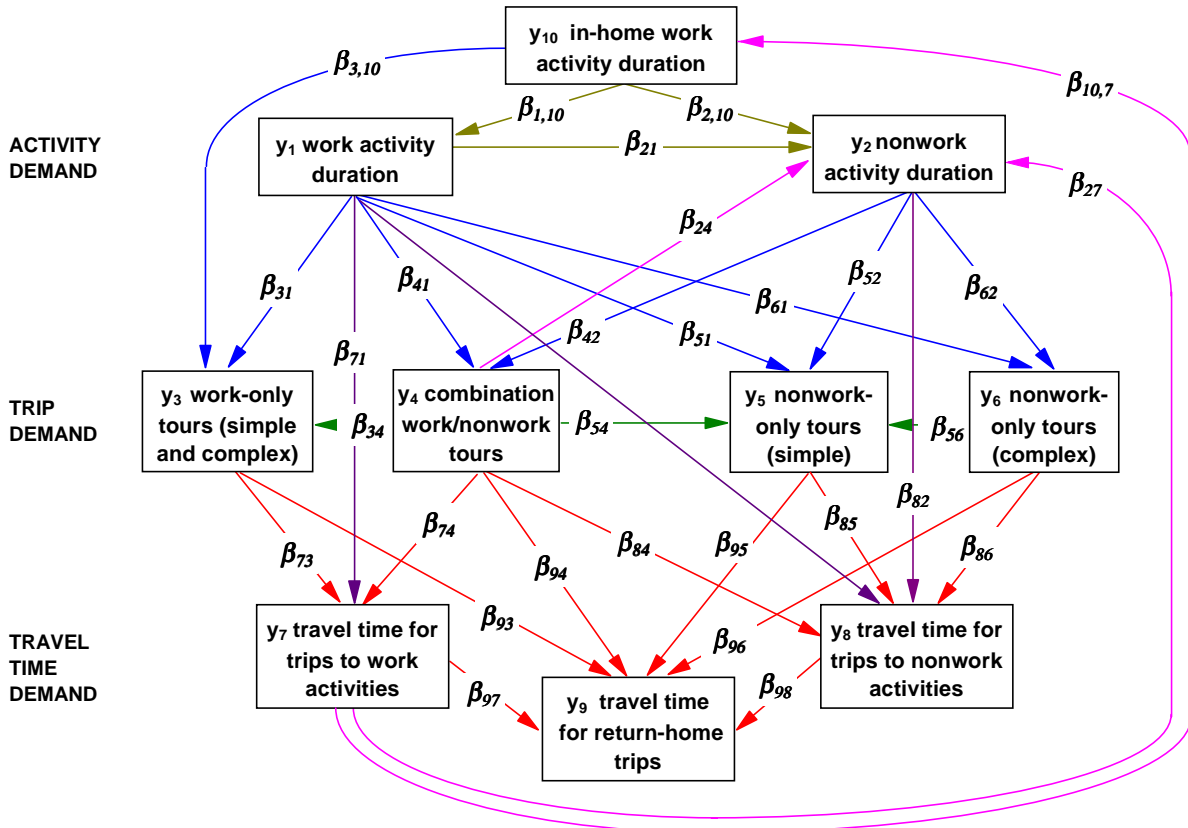 y10 in-home work
activity duration
β3,10
β10,7
β1,10
β2,10
ACTIVITY
DEMAND
y1 work activity
duration
β21
y2 nonwork
activity duration
β27
β24
β31
β41
β52
β62
β61
β42
β51
β71
TRIP
DEMAND
y3 work-only
tours (simple
and complex)
β34
y4 combination
work/nonwork
tours
β54
y5 nonwork-
only tours
(simple)
β56
y6 nonwork-
only tours
(complex)
β82
β73
β74
β94
β84
β95
β85
β86
β93
β96
TRAVEL
TIME
DEMAND
y7 travel time for
trips to work
activities
β97
y9 travel time
for return-home
trips
β98
y8 travel time for
trips to nonwork
activities